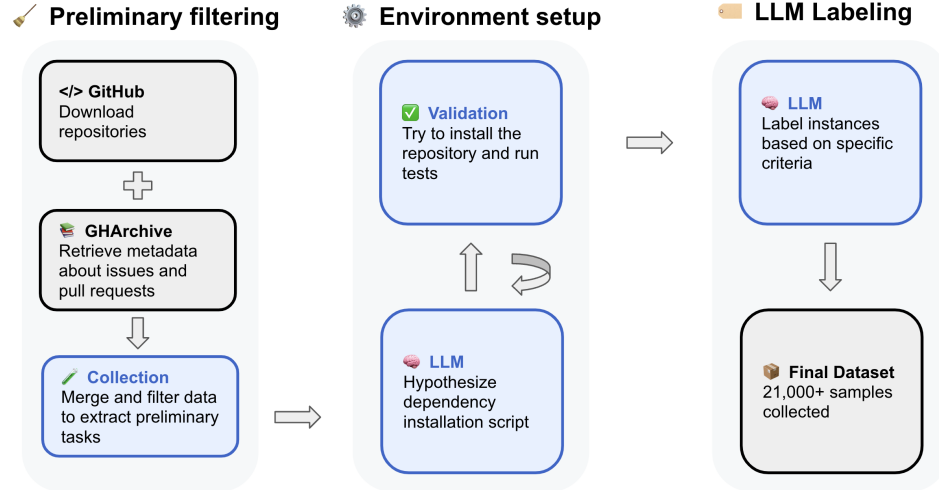 Preliminary filtering
</> GitHub
Download
repositories
GHArchive
Retrieve metadata
about issues and
pull requests
Collection
Merge and filter data
to extract preliminary
tasks
Environment setup
Validation
Try to install the
repository and run
tests
LLM
Hypothesize
dependency
installation script
LLM Labeling
LLM
Label instances
based on specific
criteria
Final Dataset
21,000+ samples
collected